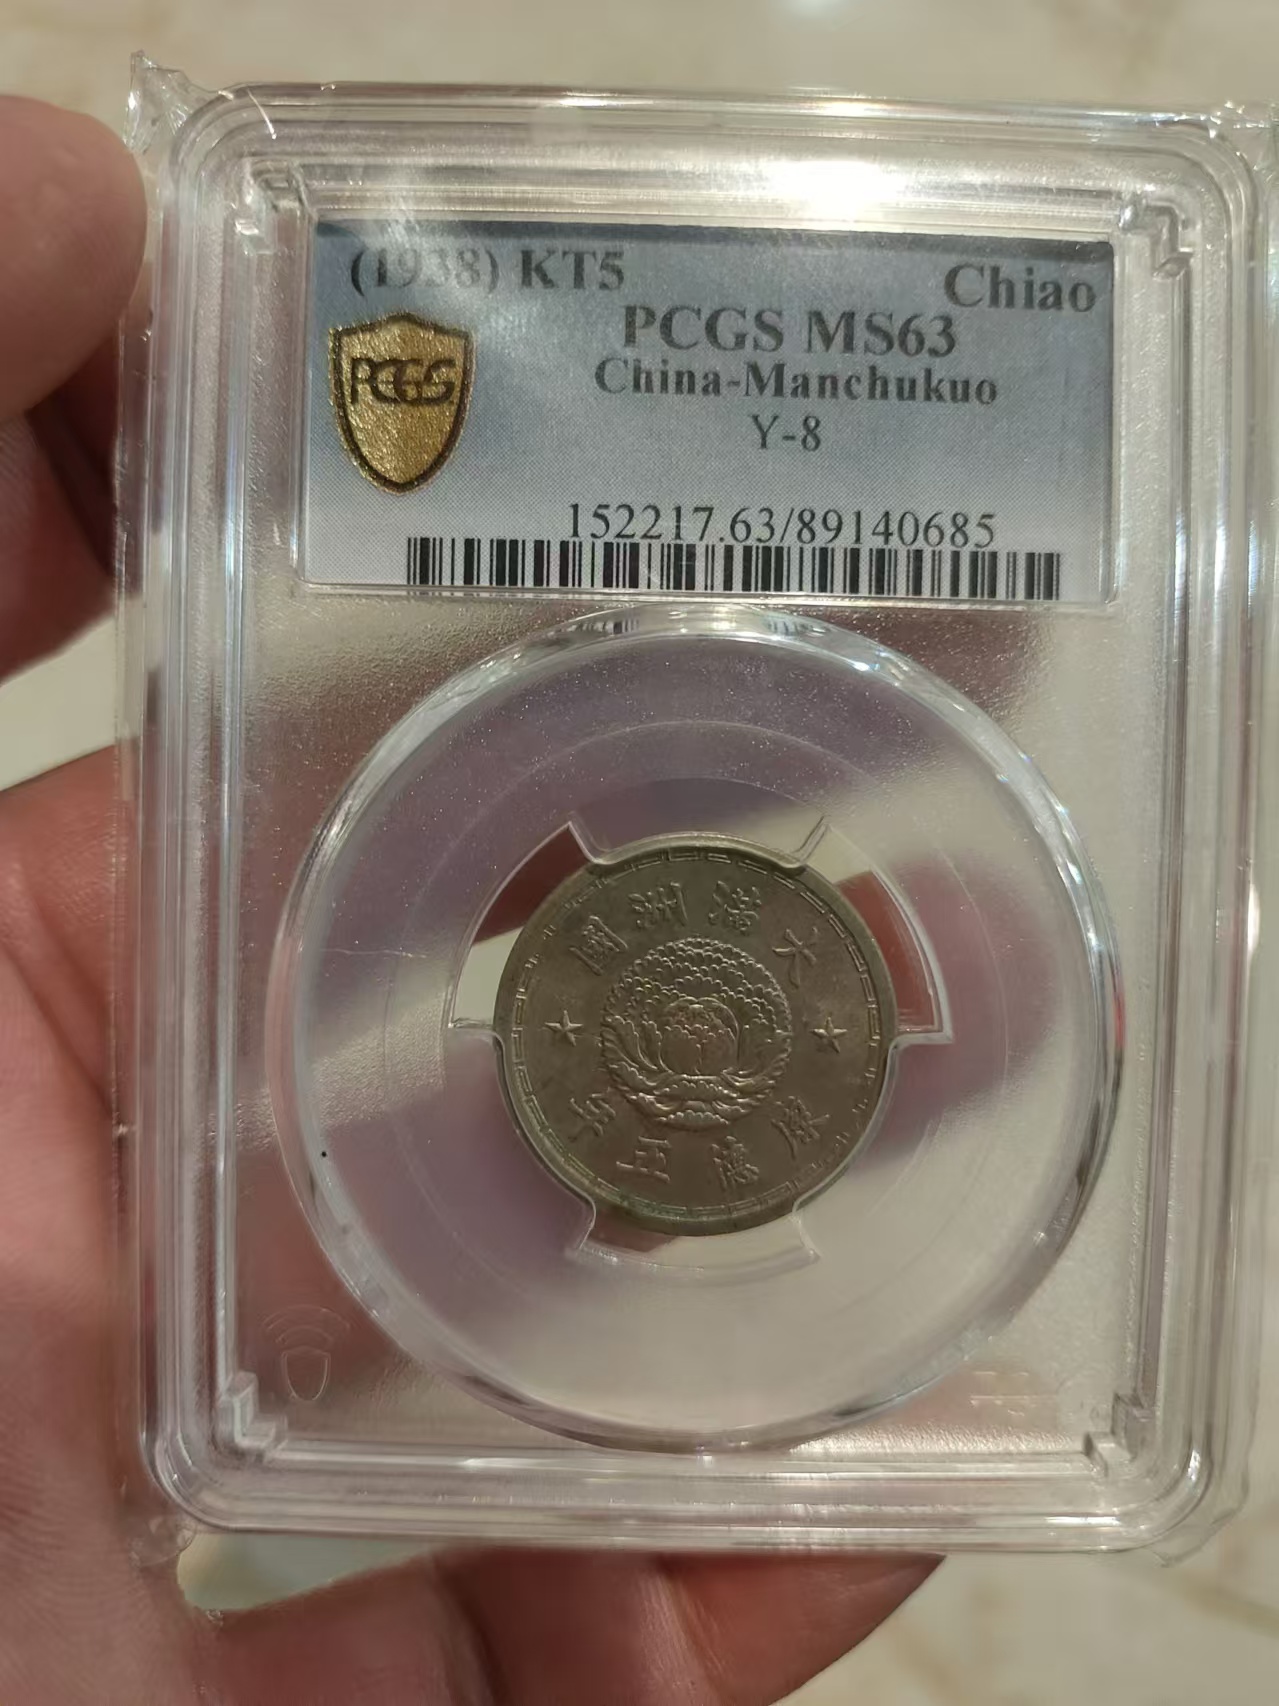 (1938) KT5 Chiao
PCGS MS63
China-Manchukuo
Y-8
152217.63/89140685
PCGS
大滿洲國
康德五年